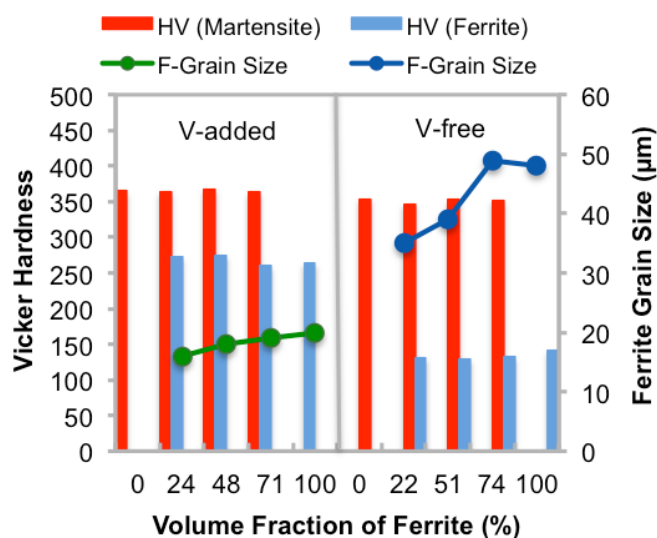 HV (Martensite) HV (Ferrite)
F-Grain Size F-Grain Size
500 60
450
V-added V-free
50
400
350
40
300
250
30
200
20
150
100
10
50
0 0
0 24 48 71 100 0 22 51 74 100
Volume Fraction of Ferrite (%)
Vicker Hardness
Ferrite Grain Size (µm)